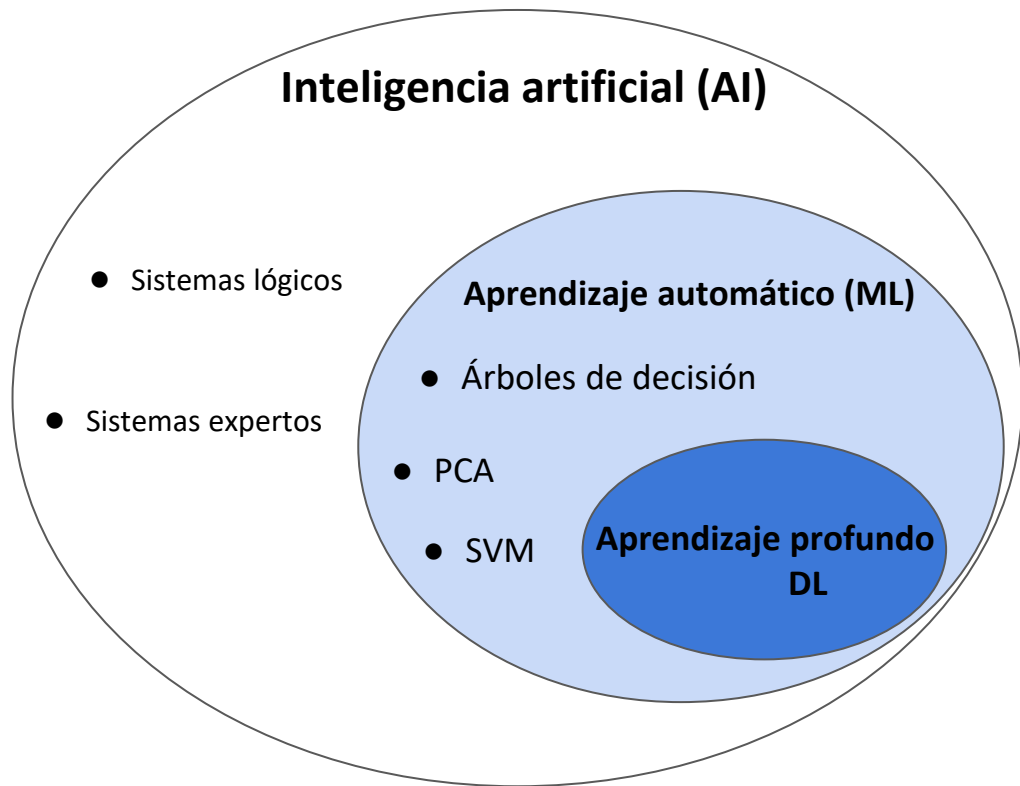 Inteligencia artificial (AI)
● Sistemas lógicos
Aprendizaje automático (ML)
● Árboles de decisión
● Sistemas expertos
● PCA
● SVM
Aprendizaje profundo
DL